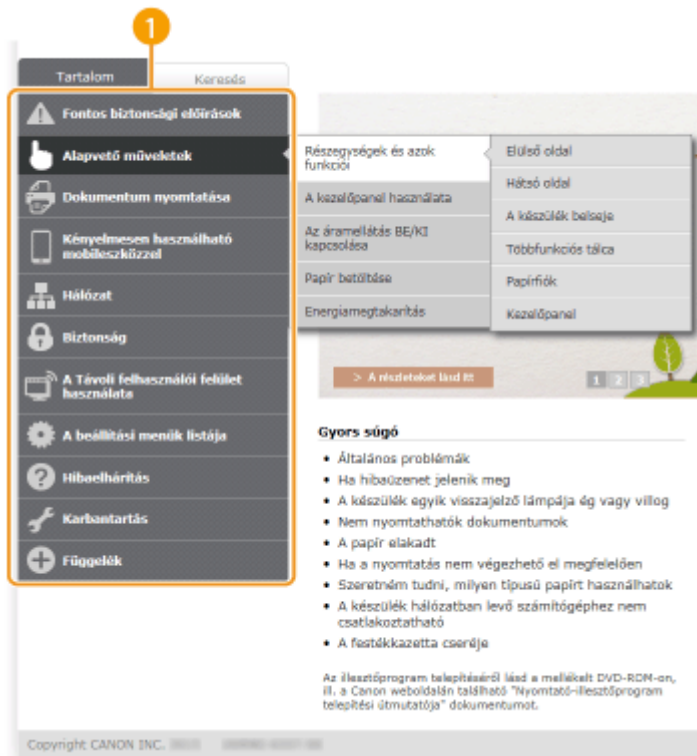 1
Tartalom
Keresés
Fontos biztonsági előírások
Alapvető műveletek
Dokumentum nyomtatása
Kényelmesen használható
mobileszközzel
Hálózat
Biztonság
A Távoli felhasználói felület
használata
A beállítási menük listája
Hibaelhárítás
Karbantartás
Függelék
Részegységek és azok
funkciói
A kezelőpanel használata
Az áramellátás BE/KI
kapcsolása
Papír betöltése
Energiamegtakarítás
Elülső oldal
Hátsó oldal
A készülék belseje
Többfunkciós tálca
Papírfiók
Kezelőpanel
> A részleteket lásd itt
1 2 3
Gyors súgó
• Általános problémák
• Ha hibaüzenet jelenik meg
• A készülék egyik visszajelző lámpája ég vagy villog
• Nem nyomtathatók dokumentumok
• A papír elakadt
• Ha a nyomtatás nem végezhető el megfelelően
• Szeretném tudni, milyen típusú papírt használhatok
• A készülék hálózatban levő számítógéphez nem
csatlakoztatható
• A festékkazetta cseréje
Az illesztőprogram telepítéséről lásd a mellékelt DVD-ROM-on,
ill. a Canon weboldalán található "Nyomtató-illesztőprogram
telepítési útmutatója" dokumentumot.
Copyright CANON INC.